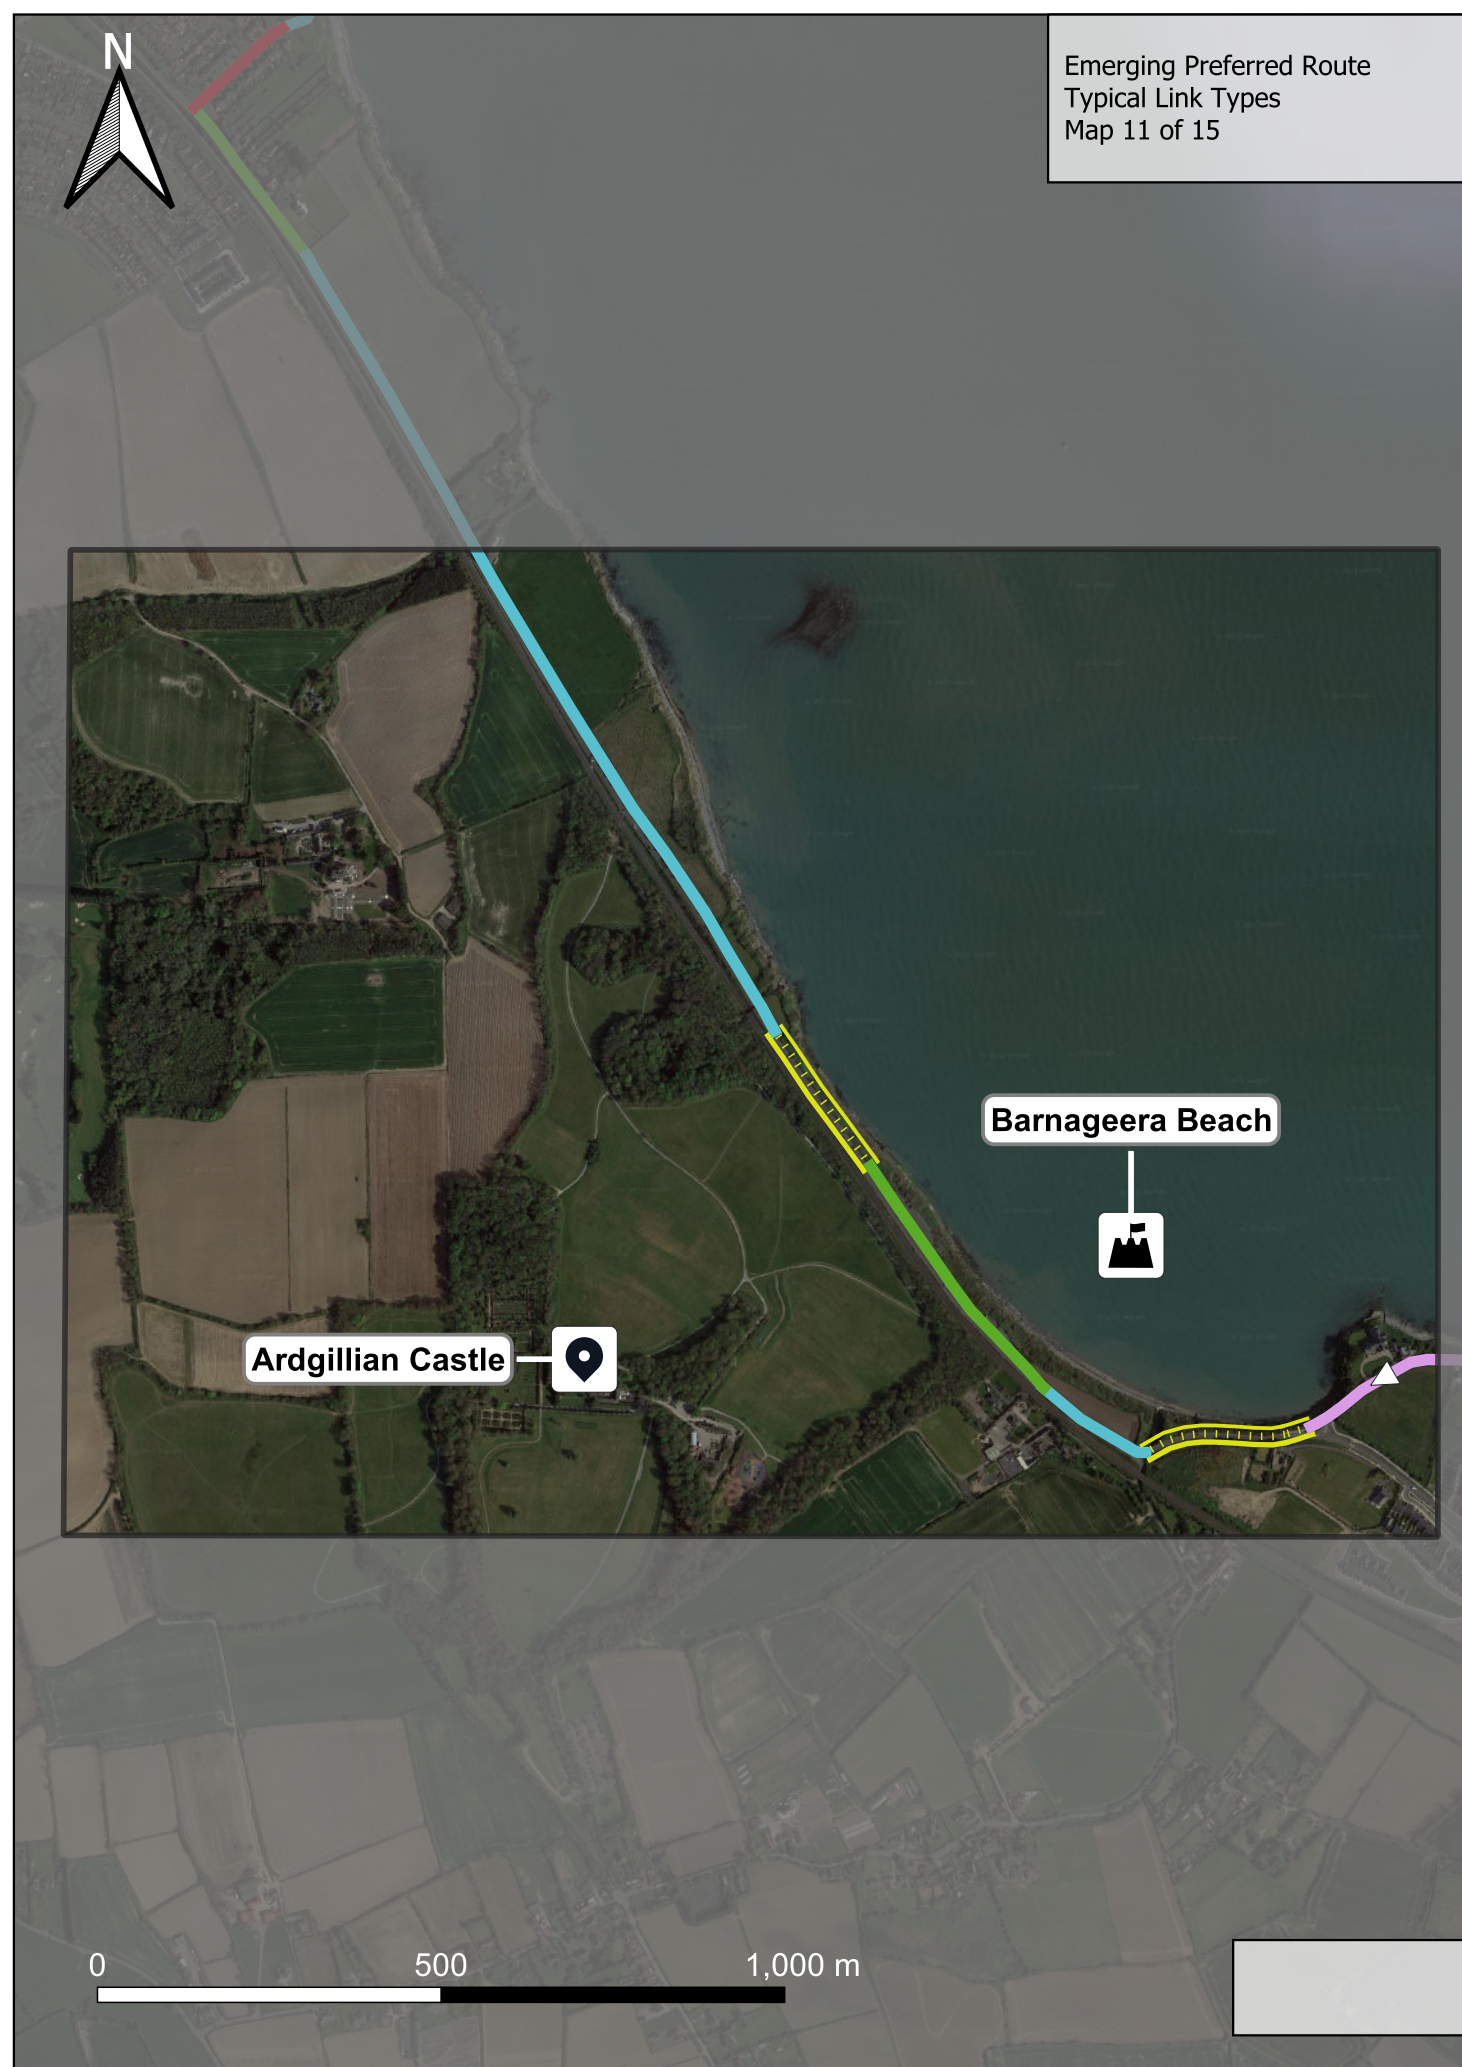 N
Emerging Preferred Route
Typical Link Types
Map 11 of 15
Barnageera Beach
Ardgillian Castle
0 500 1,000 m